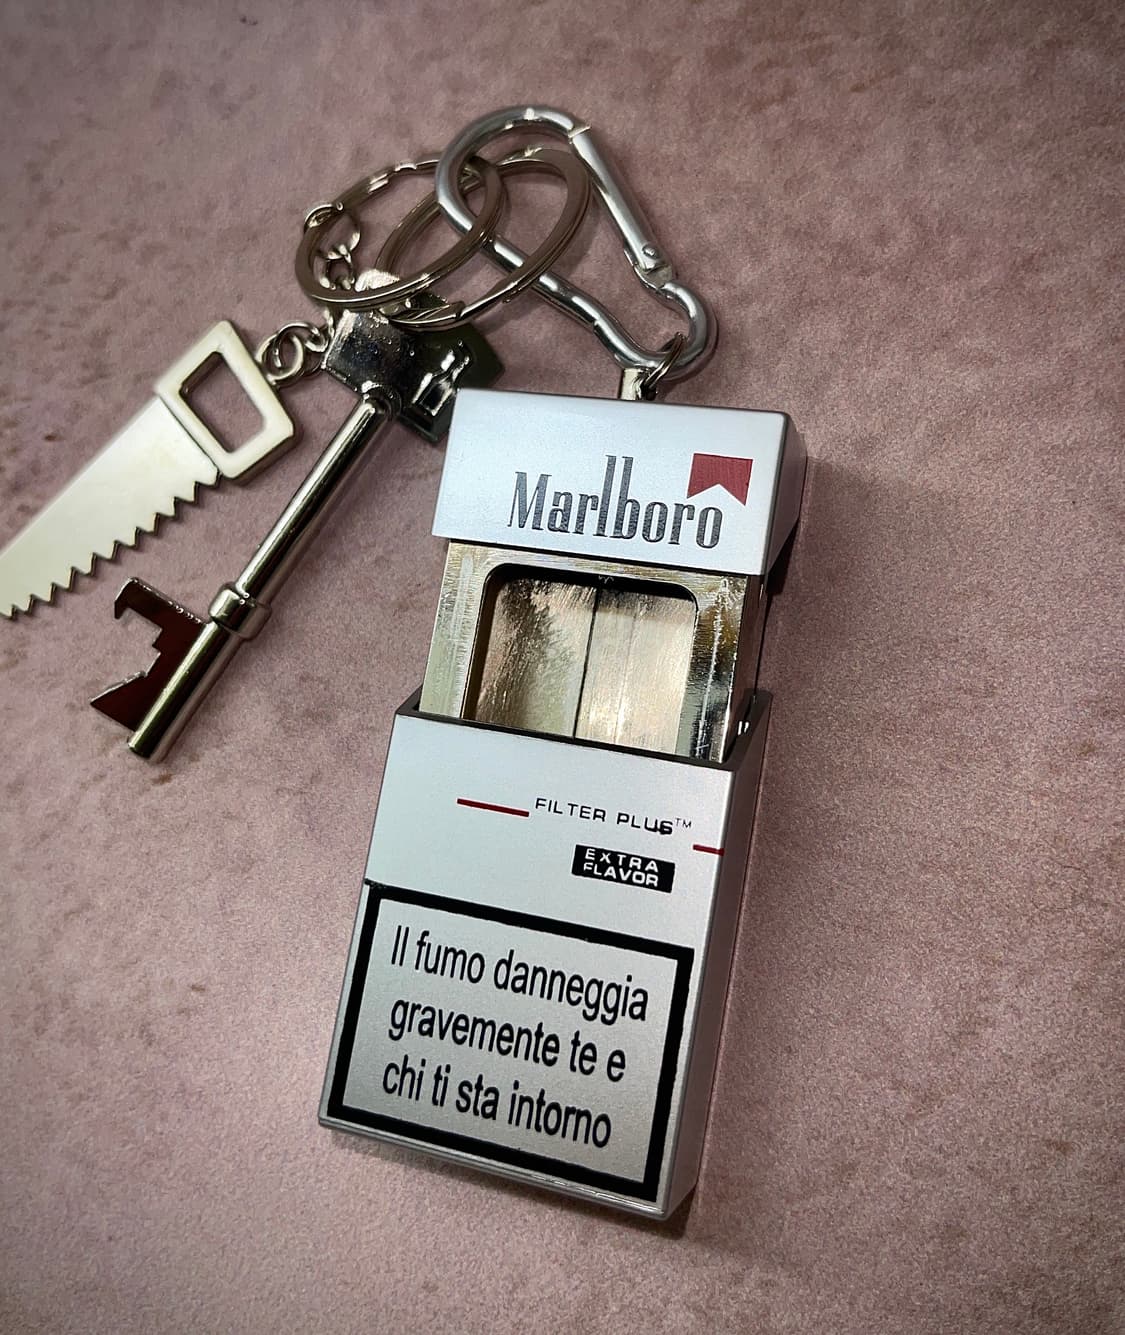 Marlboro
FILTER PLUS™
EXTRA
FLAVOR
Il fumo danneggia
gravemente te e
chi ti sta intorno